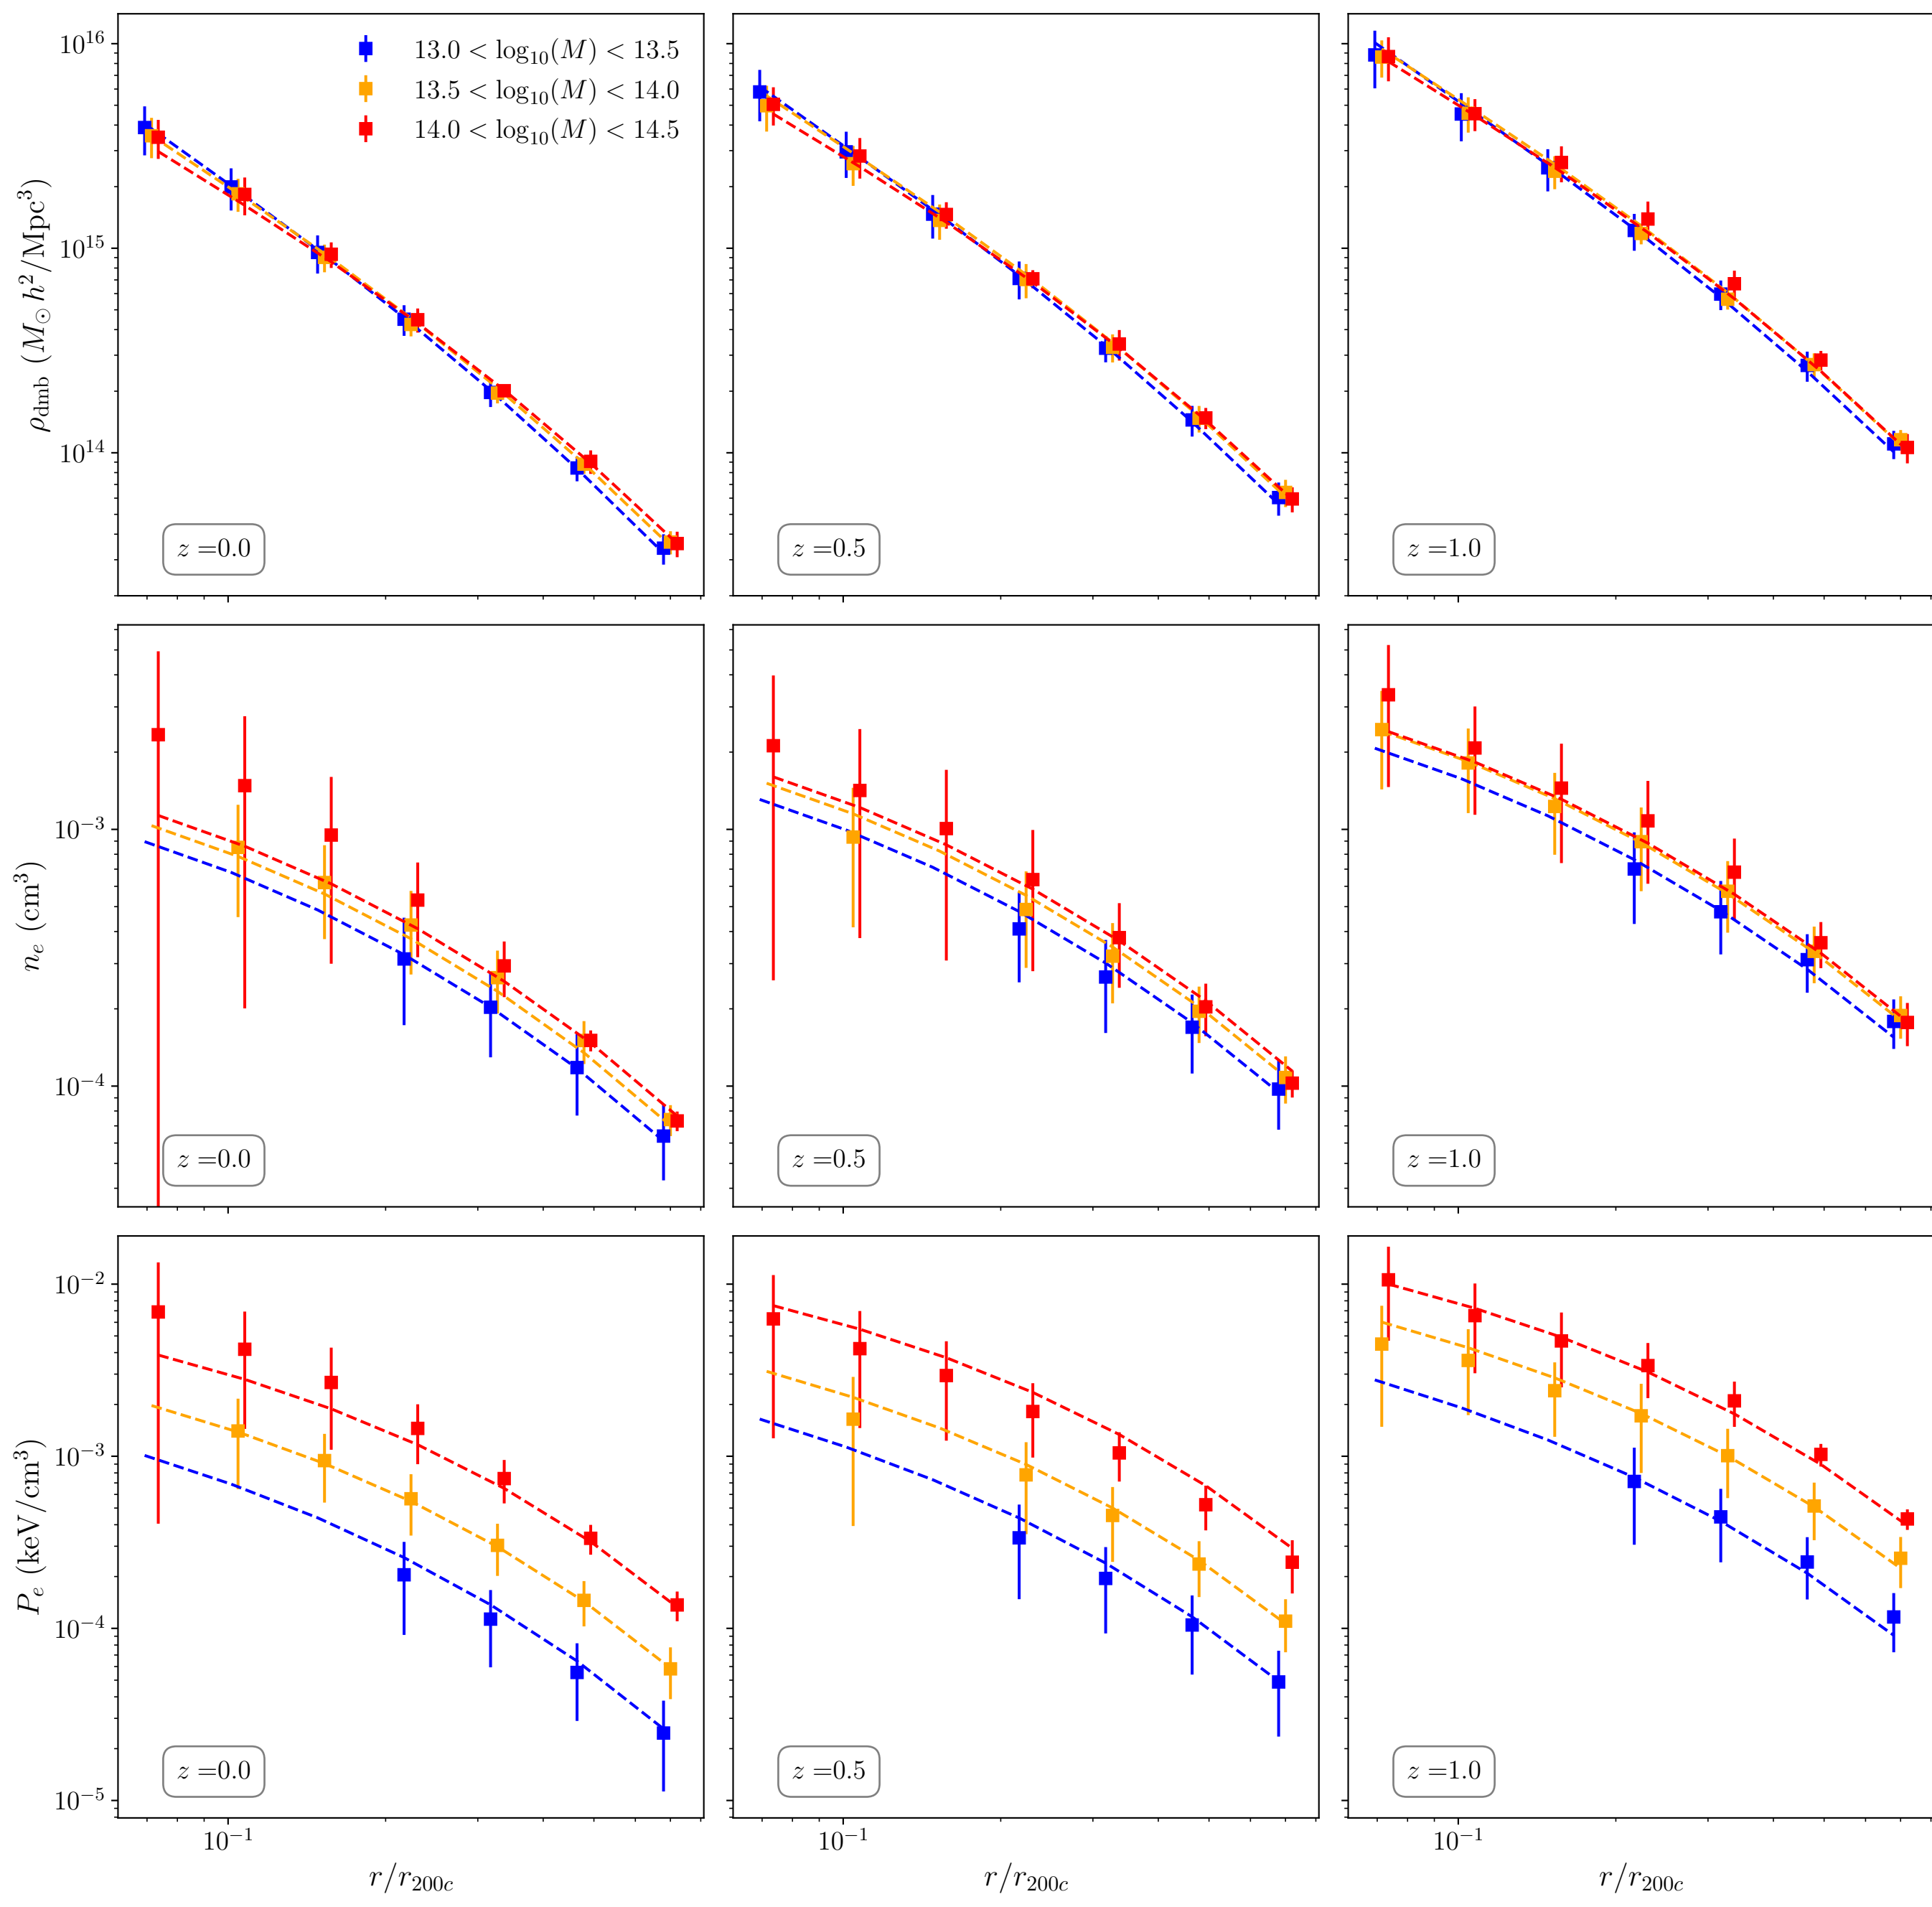 10^16
10^15
10^14
ρ_dmb (M_⊙ h^2/Mpc^3)
13.0 < log_10(M) < 13.5
13.5 < log_10(M) < 14.0
14.0 < log_10(M) < 14.5
z =0.0
z =0.5
z =1.0
10^−3
10^−4
n_e (cm^3)
z =0.0
z =0.5
z =1.0
10^−2
10^−3
10^−4
10^−5
P_e (keV/cm^3)
z =0.0
z =0.5
z =1.0
10^−1
10^−1
10^−1
r/r_200c
r/r_200c
r/r_200c